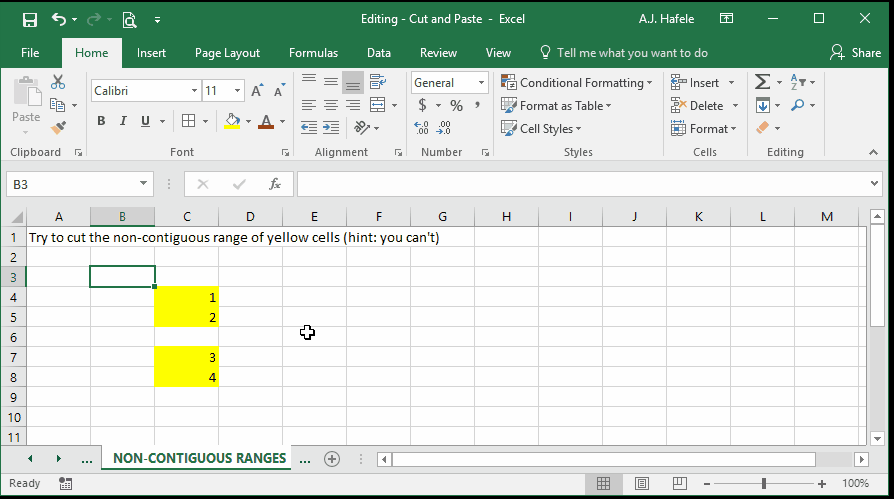 Editing - Cut and Paste - Excel
A.J. Hafele
File Home Insert Page Layout Formulas Data Review View Tell me what you want to do Share
Paste
Calibri 11
B I U A
General
$ % ,
Conditional Formatting
Format as Table
Cell Styles
Insert
Delete
Format
Clipboard Font Alignment Number Styles Cells Editing
B3 fx
A B C D E F G H I J K L M
1 Try to cut the non-contiguous range of yellow cells (hint: you can't)
2
3
4 1
5 2
6
7 3
8 4
9
10
11
... NON-CONTIGUOUS RANGES ...
Ready 100%